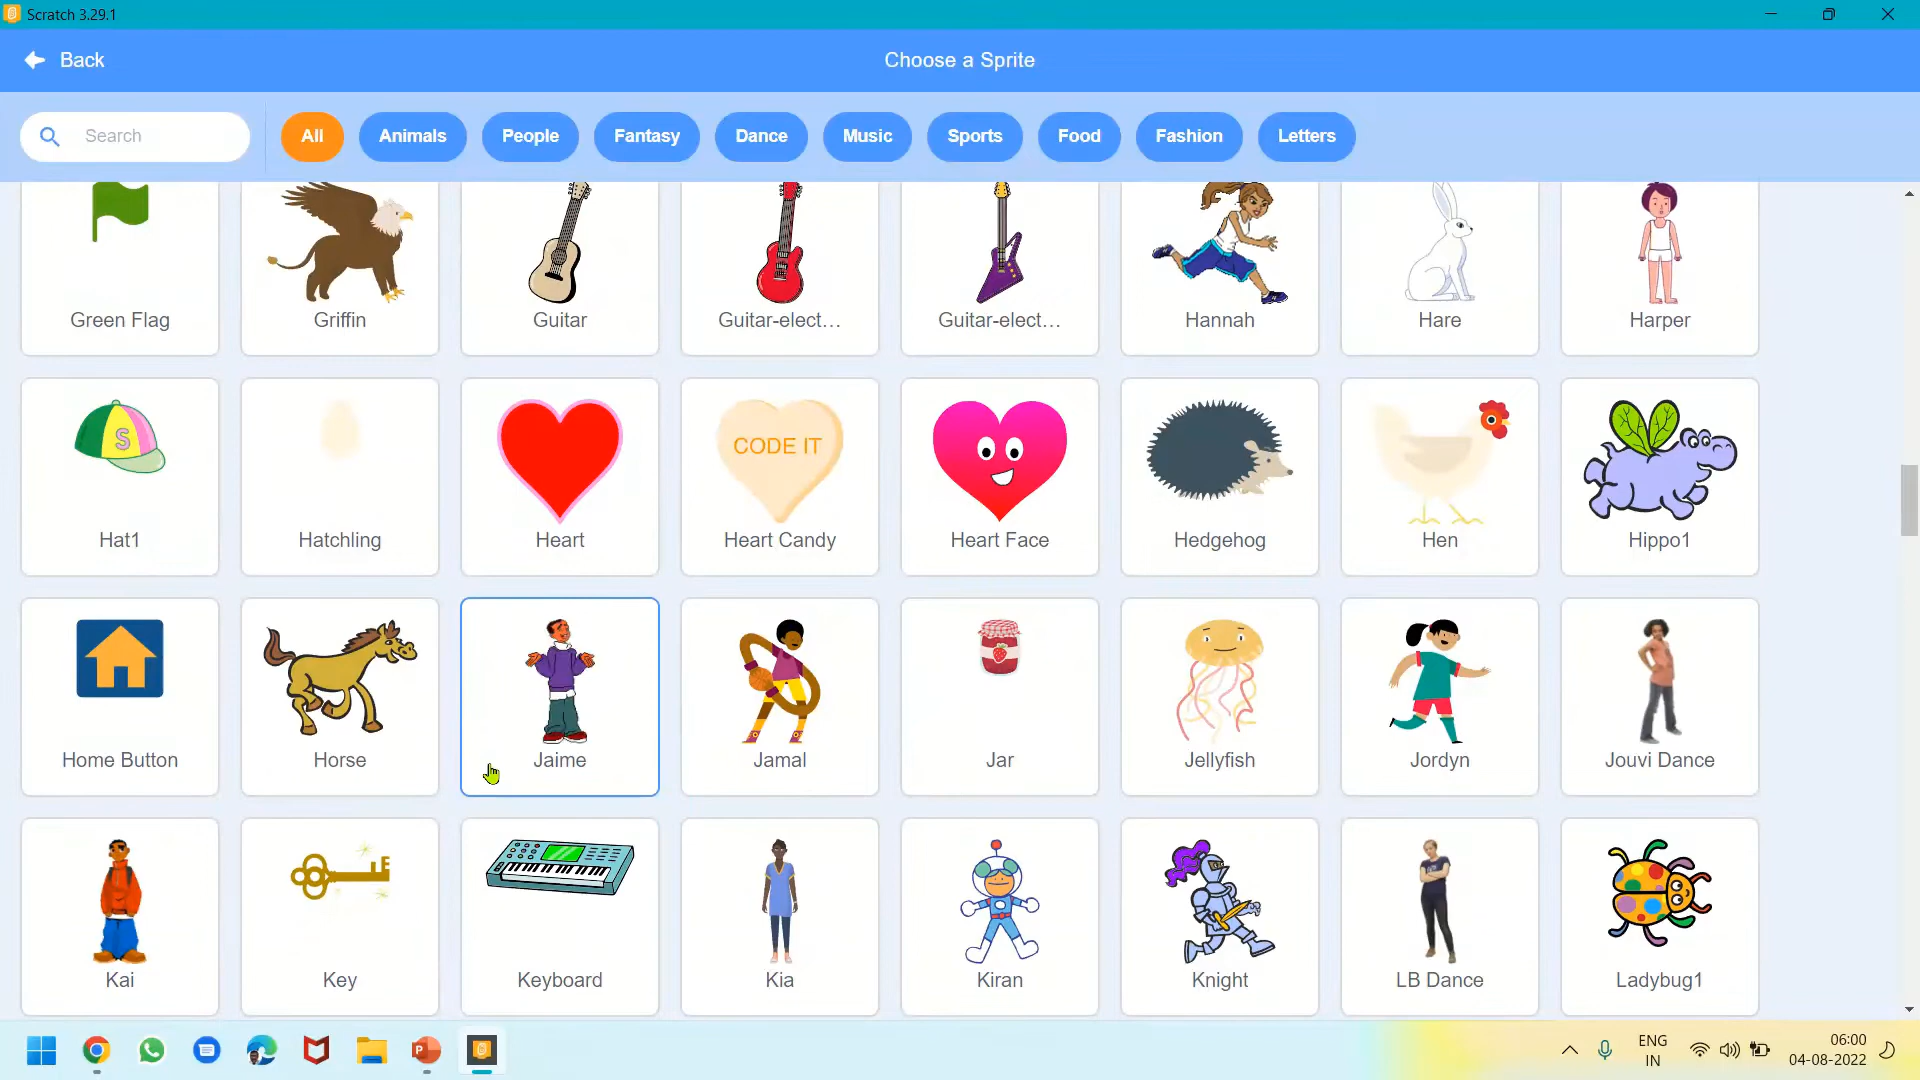 Scratch 3.29.1
Back
Choose a Sprite
Search
All
Animals
People
Fantasy
Dance
Music
Sports
Food
Fashion
Letters
Green Flag
Griffin
Guitar
Guitar-elect...
Guitar-elect...
Hannah
Hare
Harper
S
CODE IT
Hat1
Hatchling
Heart
Heart Candy
Heart Face
Hedgehog
Hen
Hippo1
Home Button
Horse
Jaime
Jamal
Jar
Jellyfish
Jordyn
Jouvi Dance
Kai
Key
Keyboard
Kia
Kiran
Knight
LB Dance
Ladybug1
ENG
IN
06:00
04-08-2022